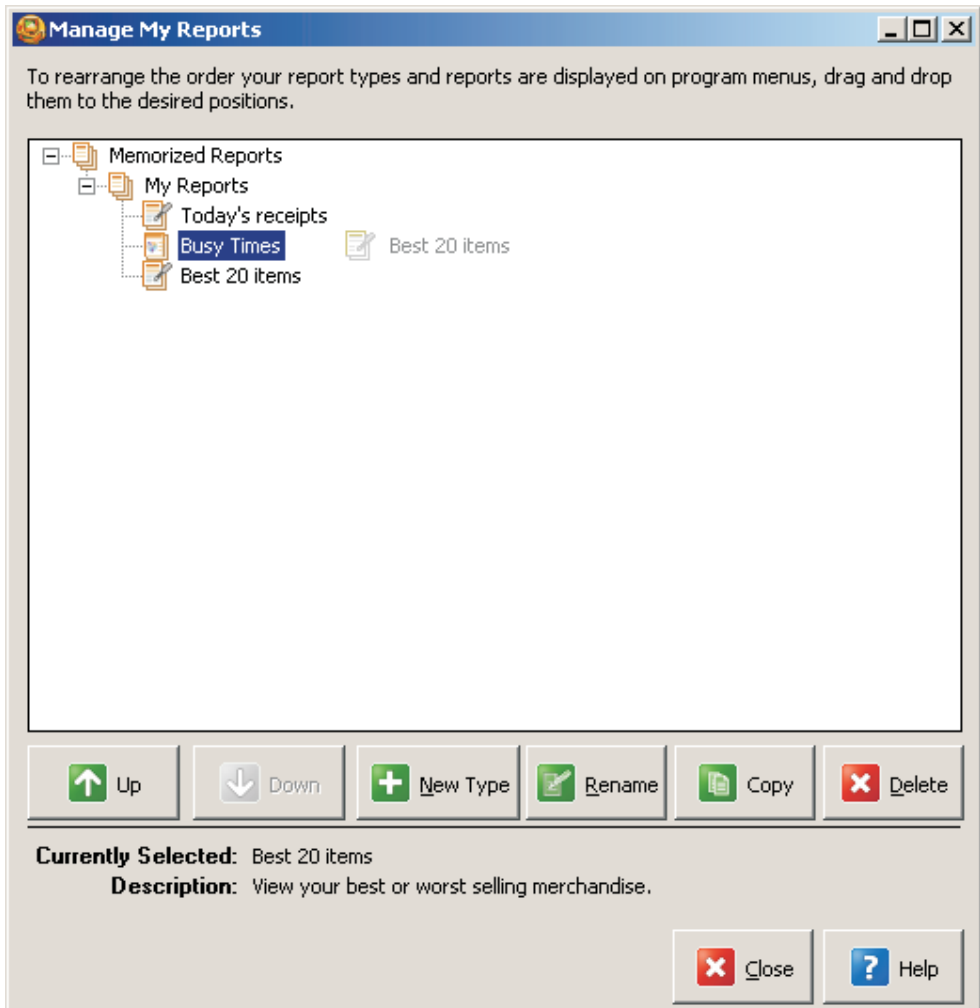 Manage My Reports
To rearrange the order your report types and reports are displayed on program menus, drag and drop
them to the desired positions.
Memorized Reports
My Reports
Today's receipts
Busy Times Best 20 items
Best 20 items
Up Down New Type Rename Copy Delete
Currently Selected: Best 20 items
Description: View your best or worst selling merchandise.
Close Help